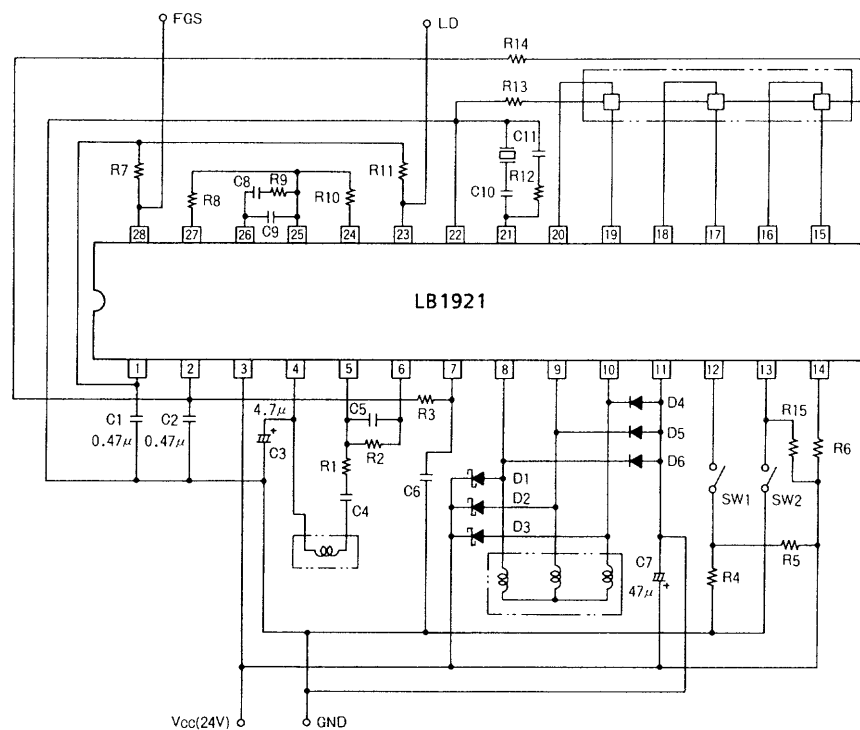 FGS
LD
R14
R13
C11
R7
R11
C8
R9
R12
R8
R10
C10
C9
28
27
26
25
24
23
22
21
20
19
18
17
16
15
LB1921
1
2
3
4
5
6
7
8
9
10
11
12
13
14
C1
C2
4.7μ
C5
R3
D4
R15
0.47μ
0.47μ
C3
R2
D5
R6
R1
C6
D6
D1
SW1
SW2
C4
D2
D3
C7
R5
47μ
R4
Vcc(24V)
GND